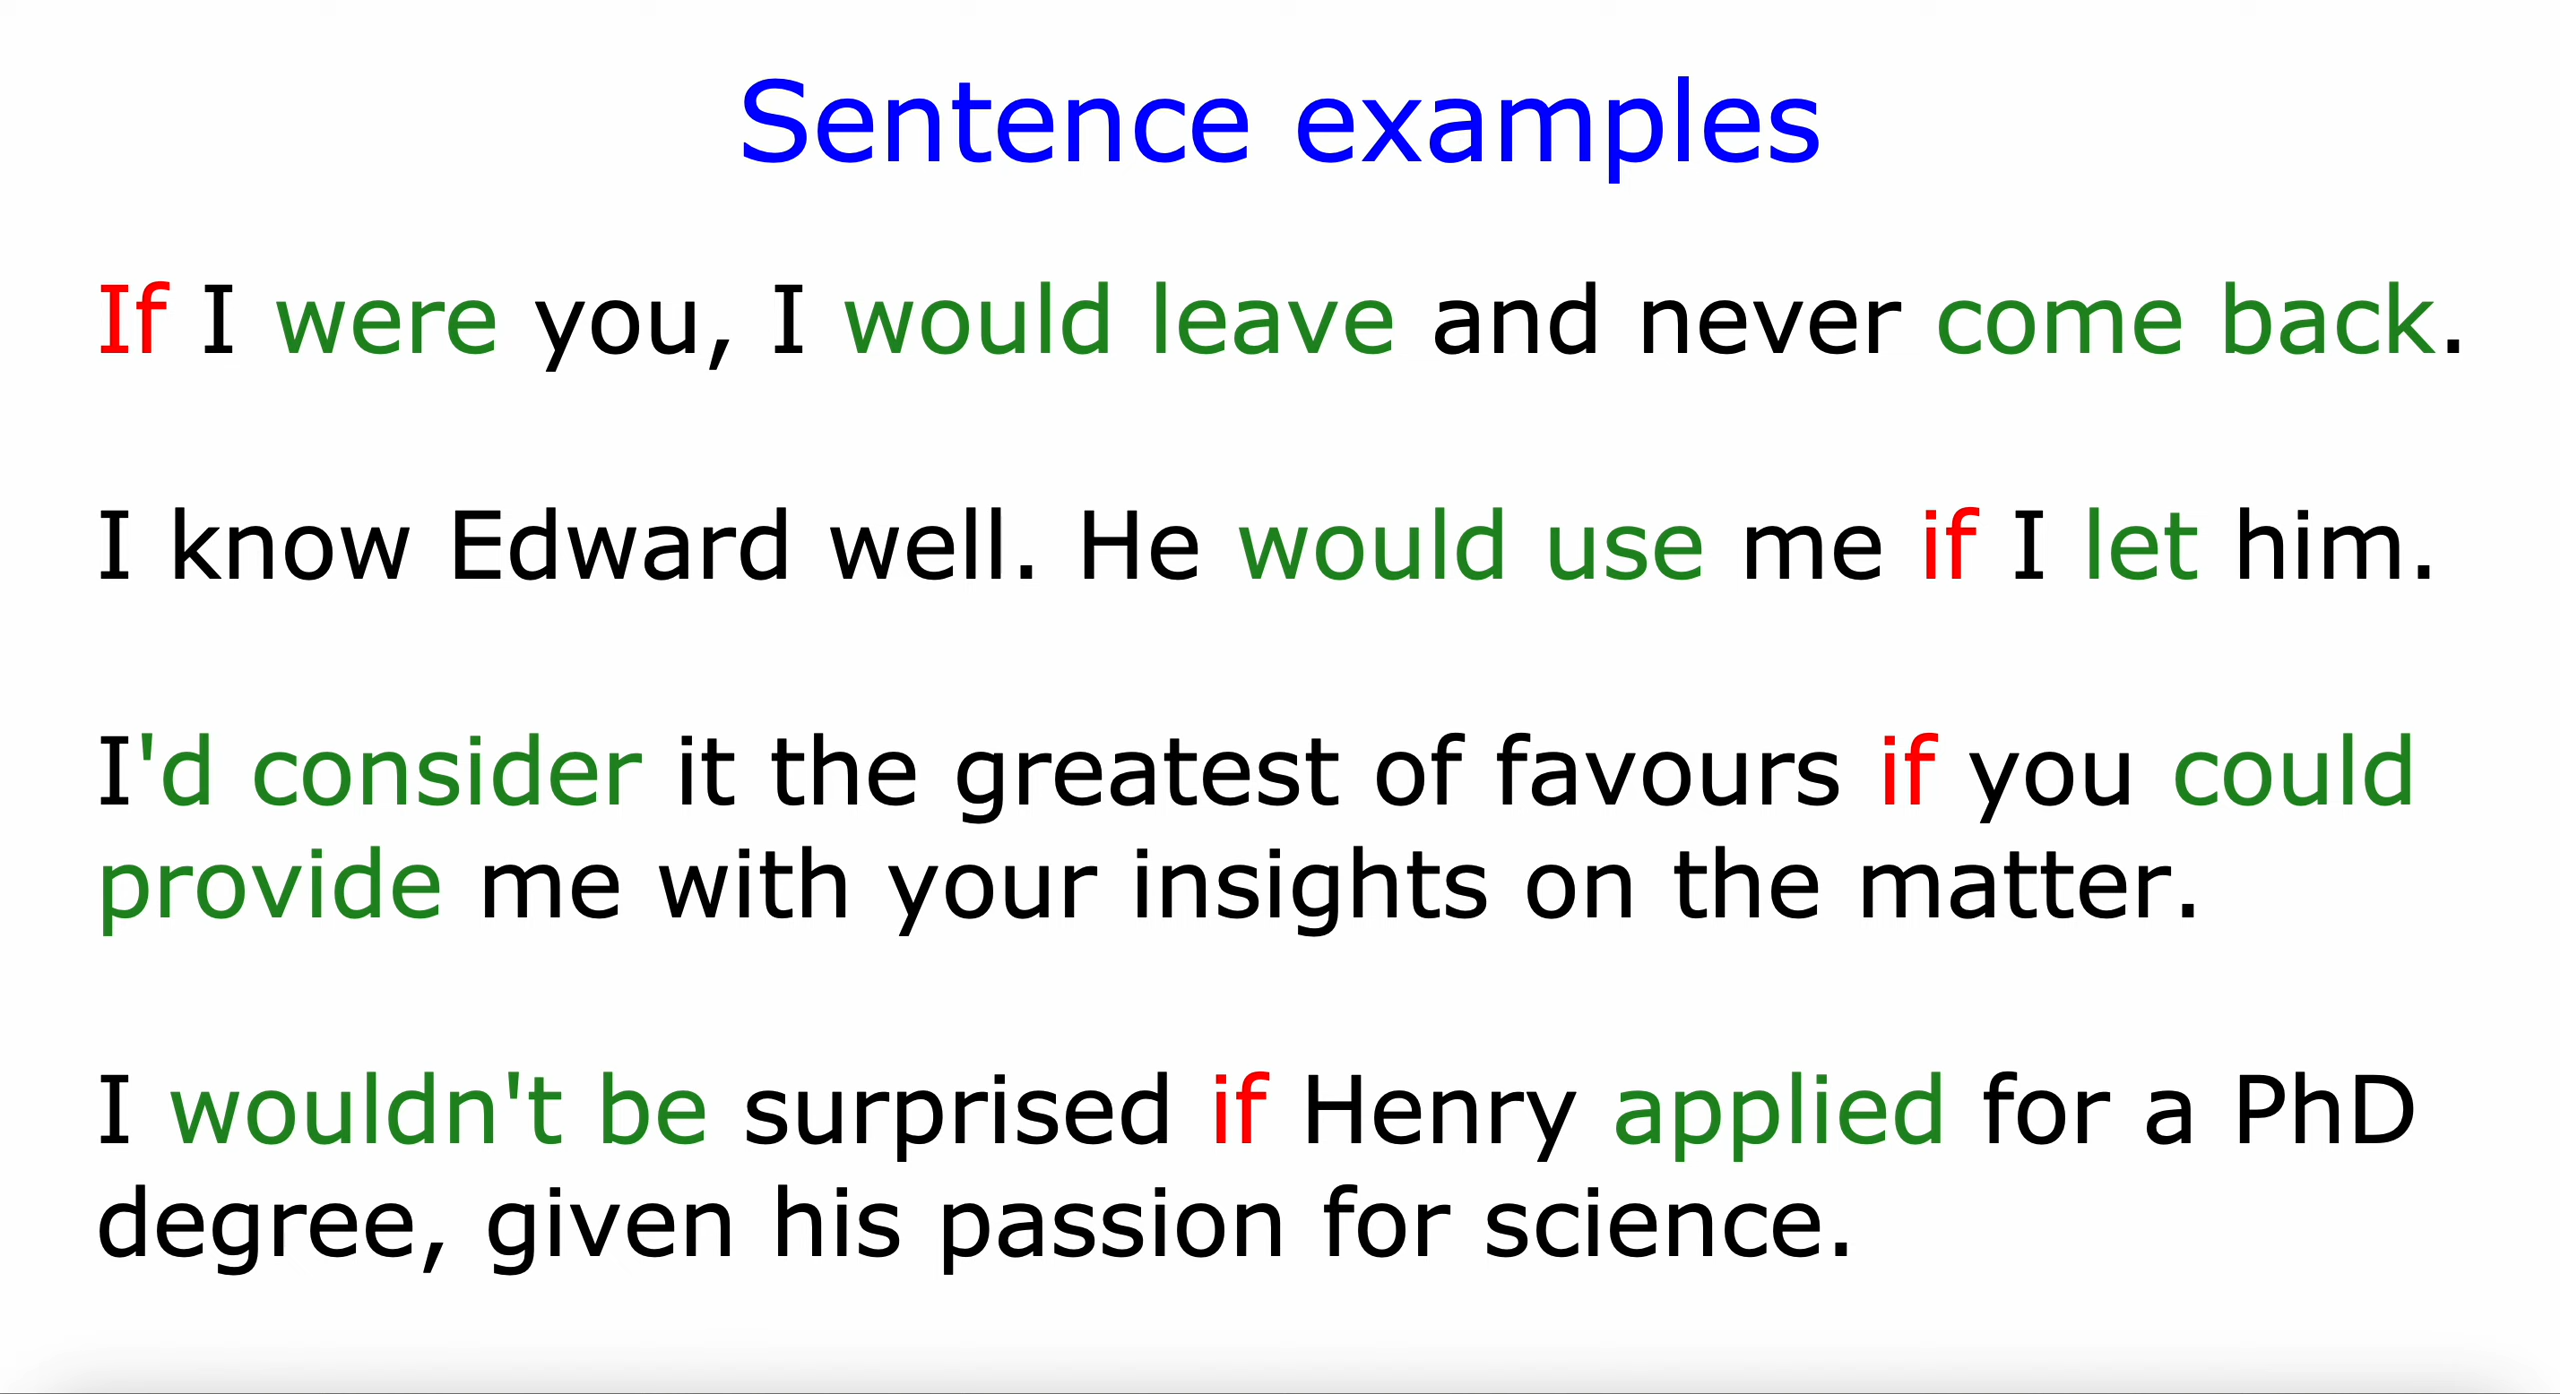 Sentence examples
If I were you, I would leave and never come back.
I know Edward well. He would use me if I let him.
I'd consider it the greatest of favours if you could
provide me with your insights on the matter.
I wouldn't be surprised if Henry applied for a PhD
degree, given his passion for science.